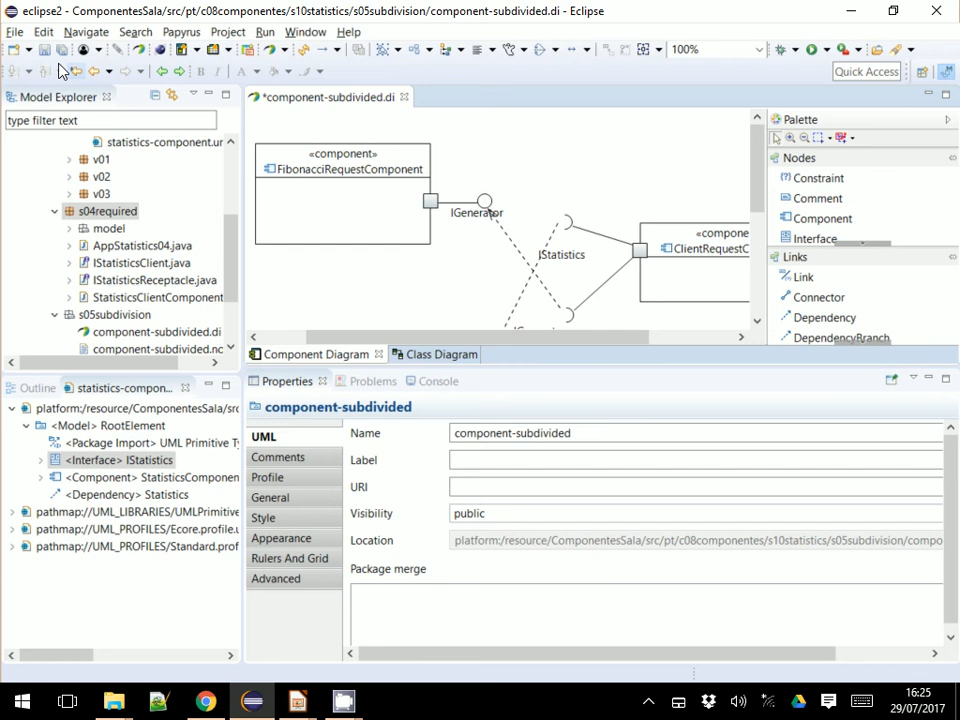 eclipse2 - ComponentesSala/src/pt/c08componentes/s10statistics/s05subdivision/component-subdivided.di - Eclipse
File Edit Navigate Search Papyrus Project Run Window Help
100%
B I A
Quick Access
Model Explorer
type filter text
statistics-component.ur
v01
v02
v03
s04required
model
AppStatistics04.java
IStatisticsClient.java
IStatisticsReceptacle.java
StatisticsClientComponent
s05subdivision
component-subdivided.di
component-subdivided.nc
*component-subdivided.di
«component»
FibonacciRequestComponent
IGenerator
IStatistics
«compone
ClientRequestC
Component Diagram
Class Diagram
Palette
Nodes
Constraint
Comment
Component
Interface
Links
Link
Connector
Dependency
DependencyBranch
Outline
statistics-compon...
platform:/resource/ComponentesSala/src
<Model> RootElement
<Package Import> UML Primitive Ty
<Interface> IStatistics
<Component> StatisticsComponen
<Dependency> Statistics
pathmap://UML_LIBRARIES/UMLPrimitive
pathmap://UML_PROFILES/Ecore.profile.u
pathmap://UML_PROFILES/Standard.prof
Properties
Problems
Console
component-subdivided
UML
Comments
Profile
General
Style
Appearance
Rulers And Grid
Advanced
Name component-subdivided
Label
URI
Visibility public
Location platform:/resource/ComponentesSala/src/pt/c08componentes/s10statistics/s05subdivision/compo
Package merge
16:25
29/07/2017